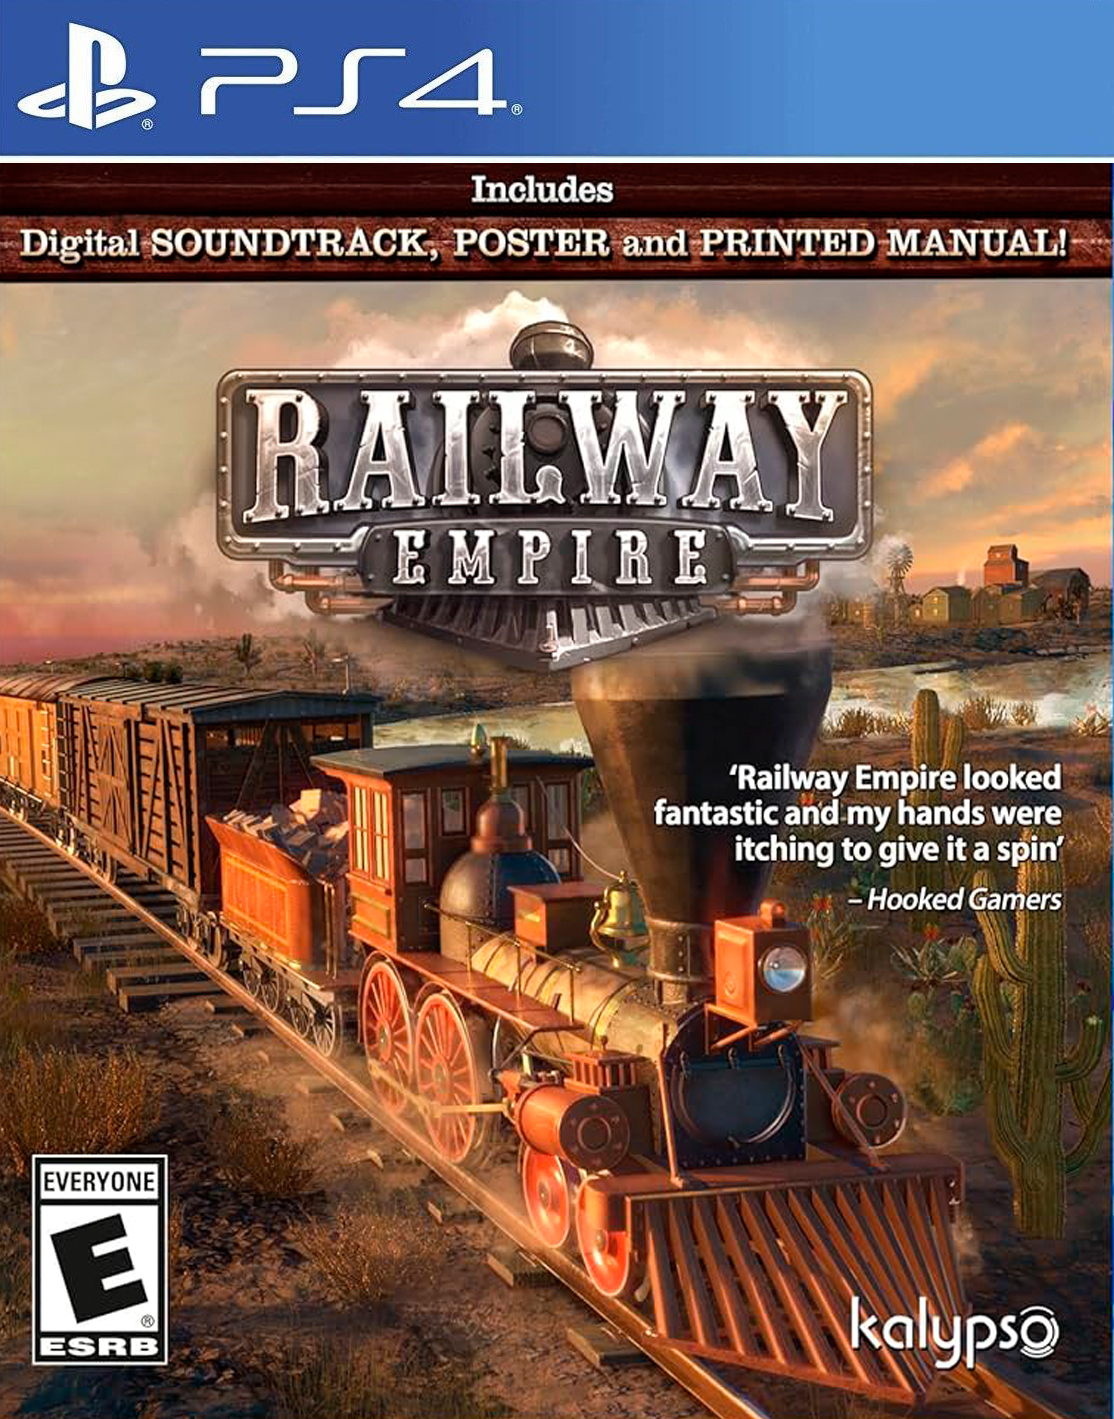 PS4®
Includes
Digital SOUNDTRACK, POSTER and PRINTED MANUAL!
RAILWAY
EMPIRE
‘Railway Empire looked
fantastic and my hands were
itching to give it a spin’
– Hooked Gamers
EVERYONE
E
®
ESRB
kalypso